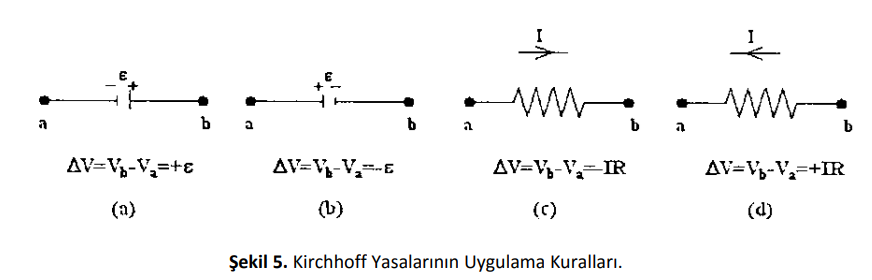 I I
- ε + + ε -
a b a b a b a b
ΔV=V_b-V_a=+ε ΔV=V_b-V_a=-ε ΔV=V_b-V_a=-IR ΔV=V_b-V_a=+IR
(a) (b) (c) (d)
Şekil 5. Kirchhoff Yasalarının Uygulama Kuralları.